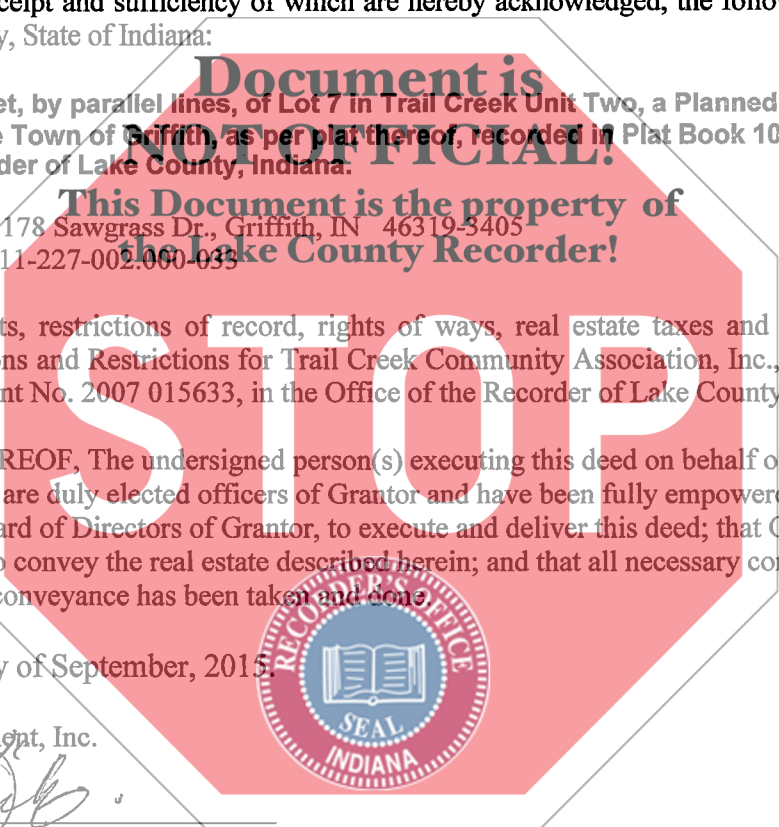 ceipt and sufficiency of which are hereby acknowledged, the follo
y, State of Indiana:
Document is
et, by parallel lines, of Lot 7 in Trail Creek Unit Two, a Planned
e Town of Griffith, as per plat thereof, recorded in Plat Book 10
NOT OFFICIAL!
der of Lake County, Indiana.
This Document is the property of
178 Sawgrass Dr., Griffith, IN 46319-3405
the Lake County Recorder!
11-227-002.000-033
ts, restrictions of record, rights of ways, real estate taxes and
ns and Restrictions for Trail Creek Community Association, Inc.,
nt No. 2007 015633, in the Office of the Recorder of Lake County
STOP
REOF, The undersigned person(s) executing this deed on behalf o
are duly elected officers of Grantor and have been fully empowere
ard of Directors of Grantor, to execute and deliver this deed; that
o convey the real estate described herein; and that all necessary co
conveyance has been taken and done.
RECORDER'S OFFICE
SEAL
INDIANA
y of September, 2015.
ent, Inc.